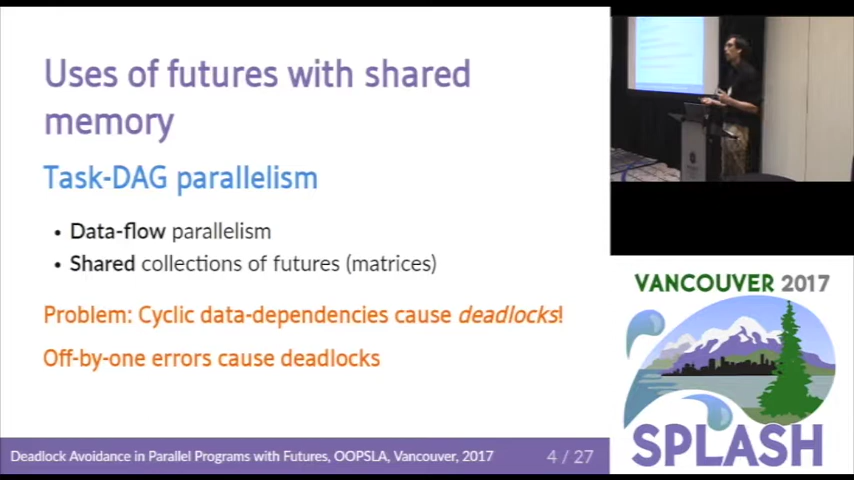 Uses of futures with shared
memory
Task-DAG parallelism
• Data-flow parallelism
• Shared collections of futures (matrices)
Problem: Cyclic data-dependencies cause deadlocks!
Off-by-one errors cause deadlocks
Deadlock Avoidance in Parallel Programs with Futures, OOPSLA, Vancouver, 2017 4 / 27
VANCOUVER 2017
SPLASH